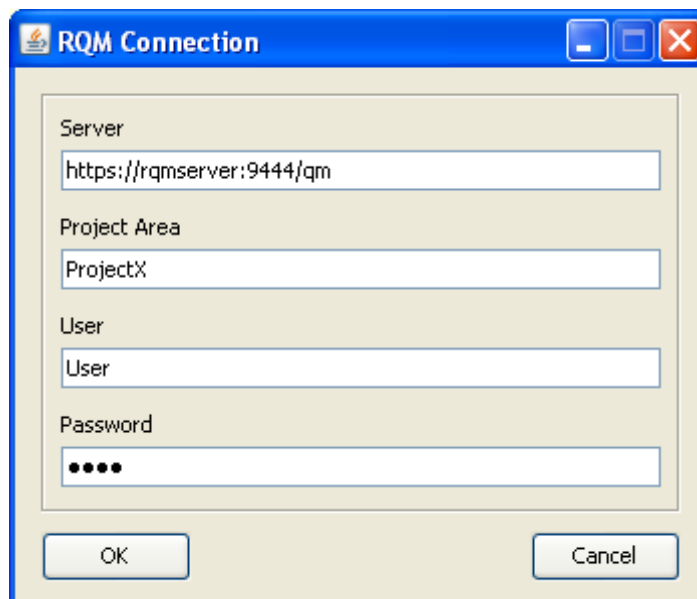 RQM Connection
Server
https://rqmserver:9444/qm
Project Area
ProjectX
User
User
Password
••••
OK Cancel